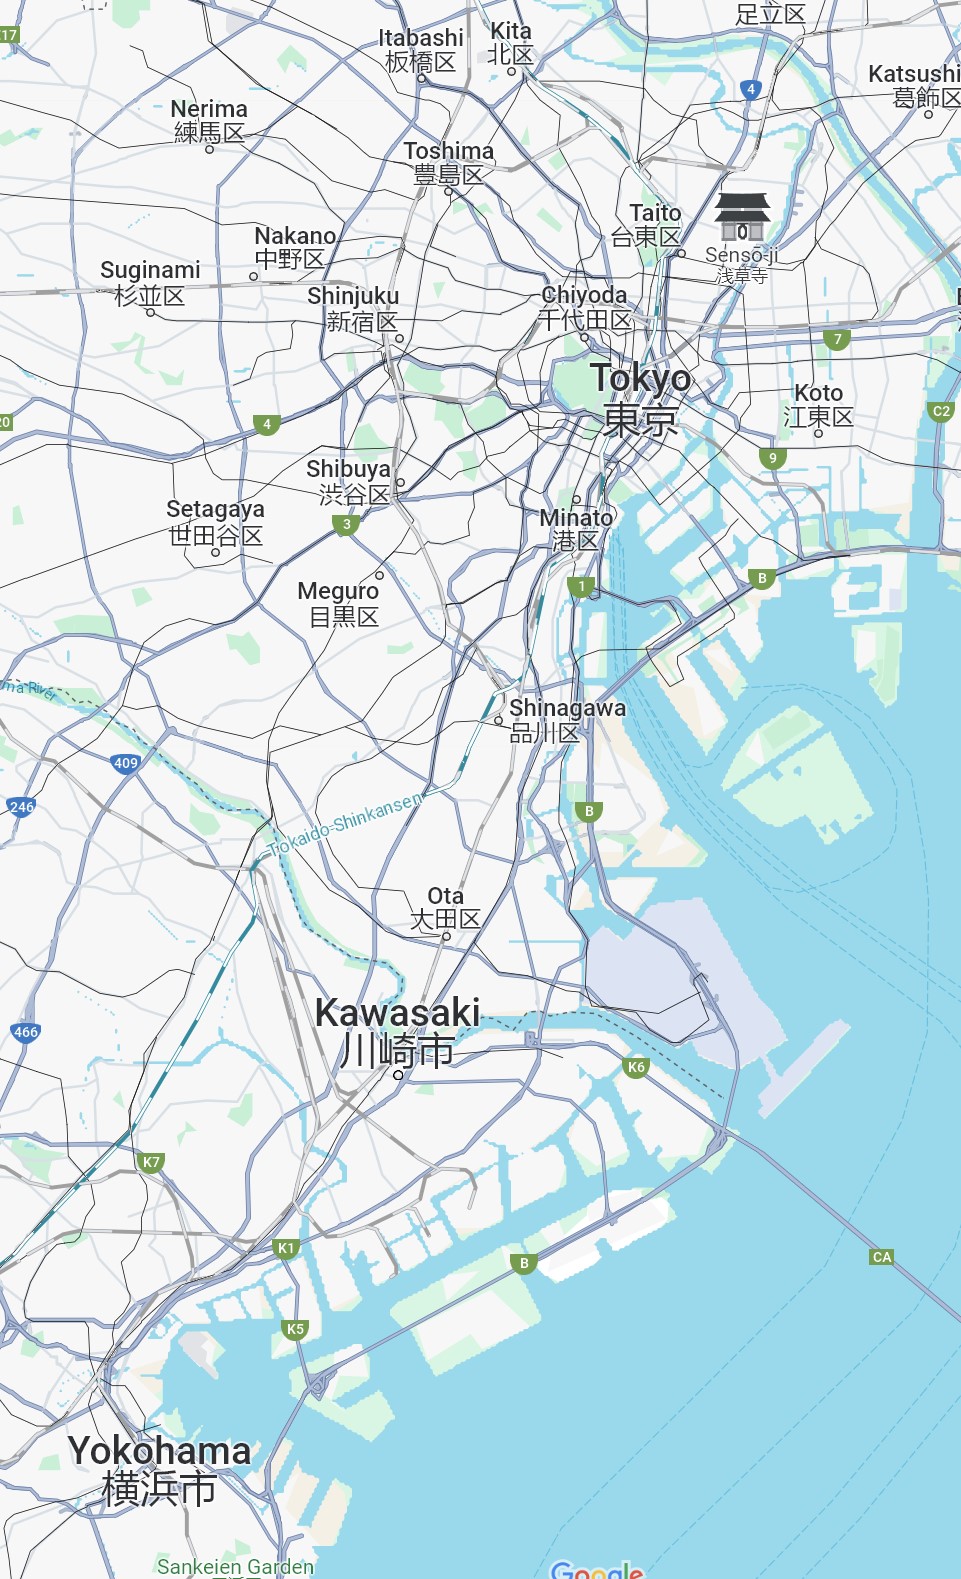 足立区
Kita
北区
Itabashi
板橋区
17
4
Katsushi
葛飾区
Nerima
練馬区
Toshima
豊島区
Taito
台東区
Sensō-ji
浅草寺
Nakano
中野区
Suginami
杉並区
Shinjuku
新宿区
Chiyoda
千代田区
7
Tokyo
東京
Koto
江東区
C2
20
4
9
Shibuya
渋谷区
Setagaya
世田谷区
3
Minato
港区
B
1
Meguro
目黒区
ma River
Shinagawa
品川区
409
246
B
Tokaido-Shinkansen
Ota
大田区
Kawasaki
川崎市
466
K6
K7
K1
B
CA
K5
Yokohama
横浜市
Sankeien Garden
Google